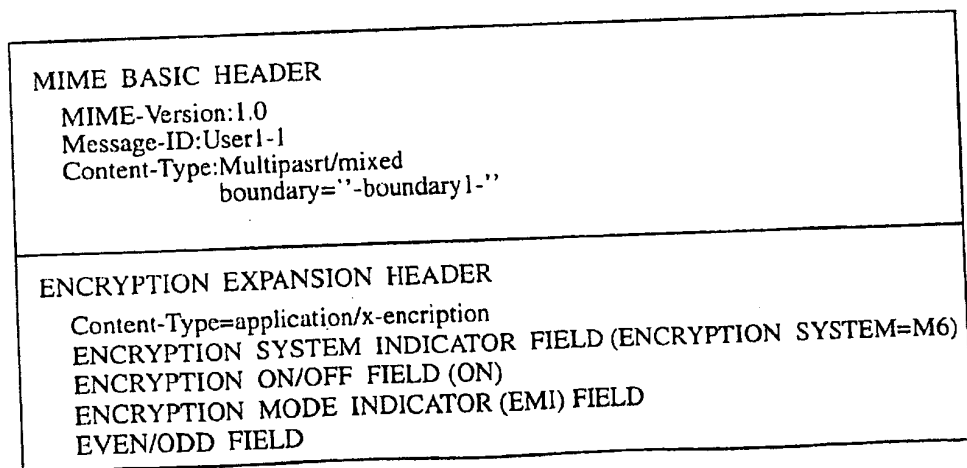 MIME BASIC HEADER
MIME-Version:1.0
Message-ID:User1-1
Content-Type:Multipasrt/mixed
boundary="-boundary1-"
ENCRYPTION EXPANSION HEADER
Content-Type=application/x-encription
ENCRYPTION SYSTEM INDICATOR FIELD (ENCRYPTION SYSTEM=M6)
ENCRYPTION ON/OFF FIELD (ON)
ENCRYPTION MODE INDICATOR (EMI) FIELD
EVEN/ODD FIELD